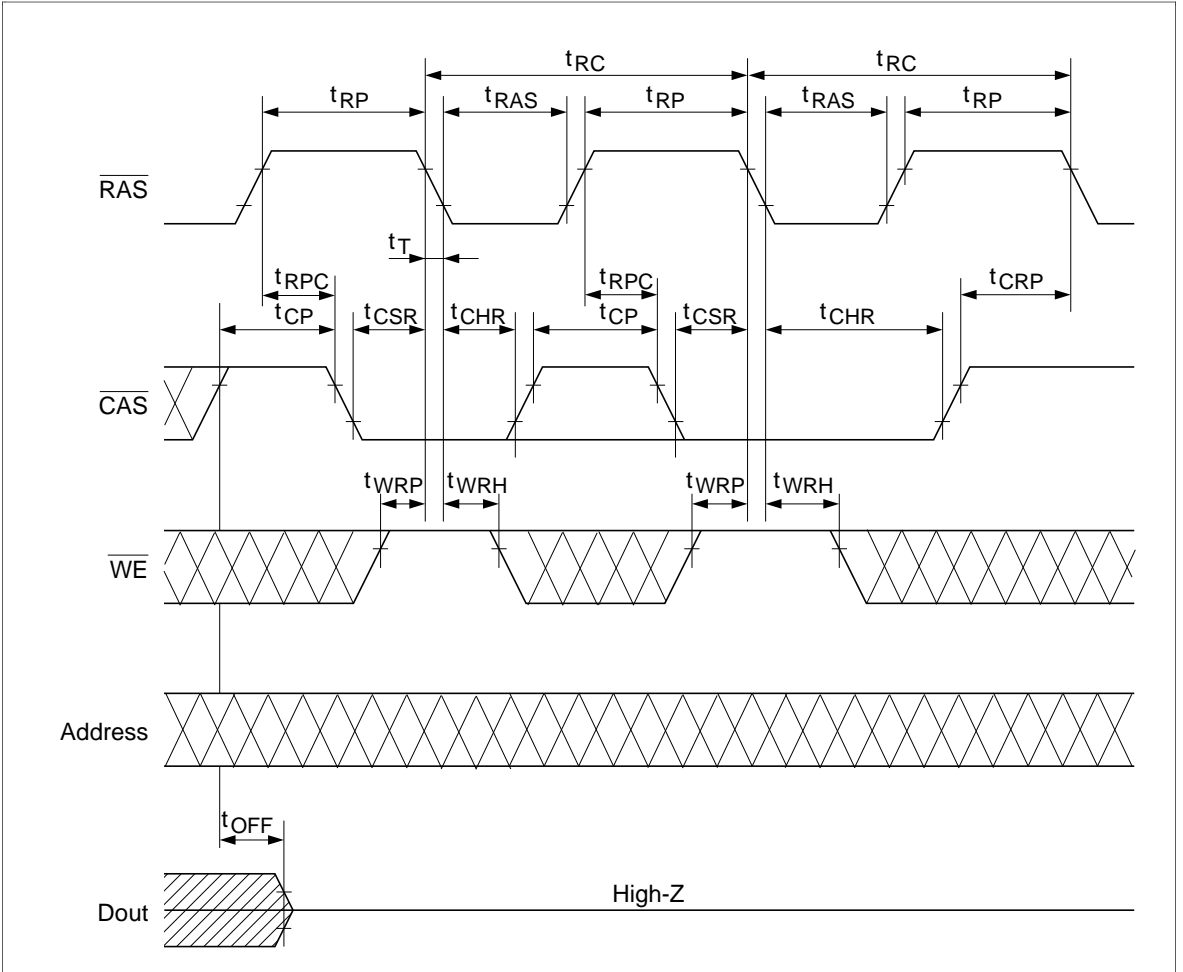 tRC tRC
tRP tRAS tRP tRAS tRP
RAS
tT
tRPC tRPC tCRP
tCP tCSR tCHR tCP tCSR tCHR
CAS
tWRP tWRH tWRP tWRH
WE
Address
tOFF
High-Z
Dout